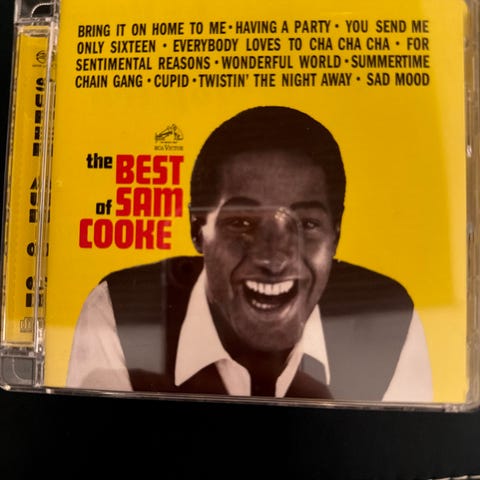 BRING IT ON HOME TO ME • HAVING A PARTY • YOU SEND ME
ONLY SIXTEEN • EVERYBODY LOVES TO CHA CHA CHA • FOR
SENTIMENTAL REASONS • WONDERFUL WORLD • SUMMERTIME
CHAIN GANG • CUPID • TWISTIN' THE NIGHT AWAY • SAD MOOD
RCA VICTOR
the BEST
of SAM
COOKE
SUPER